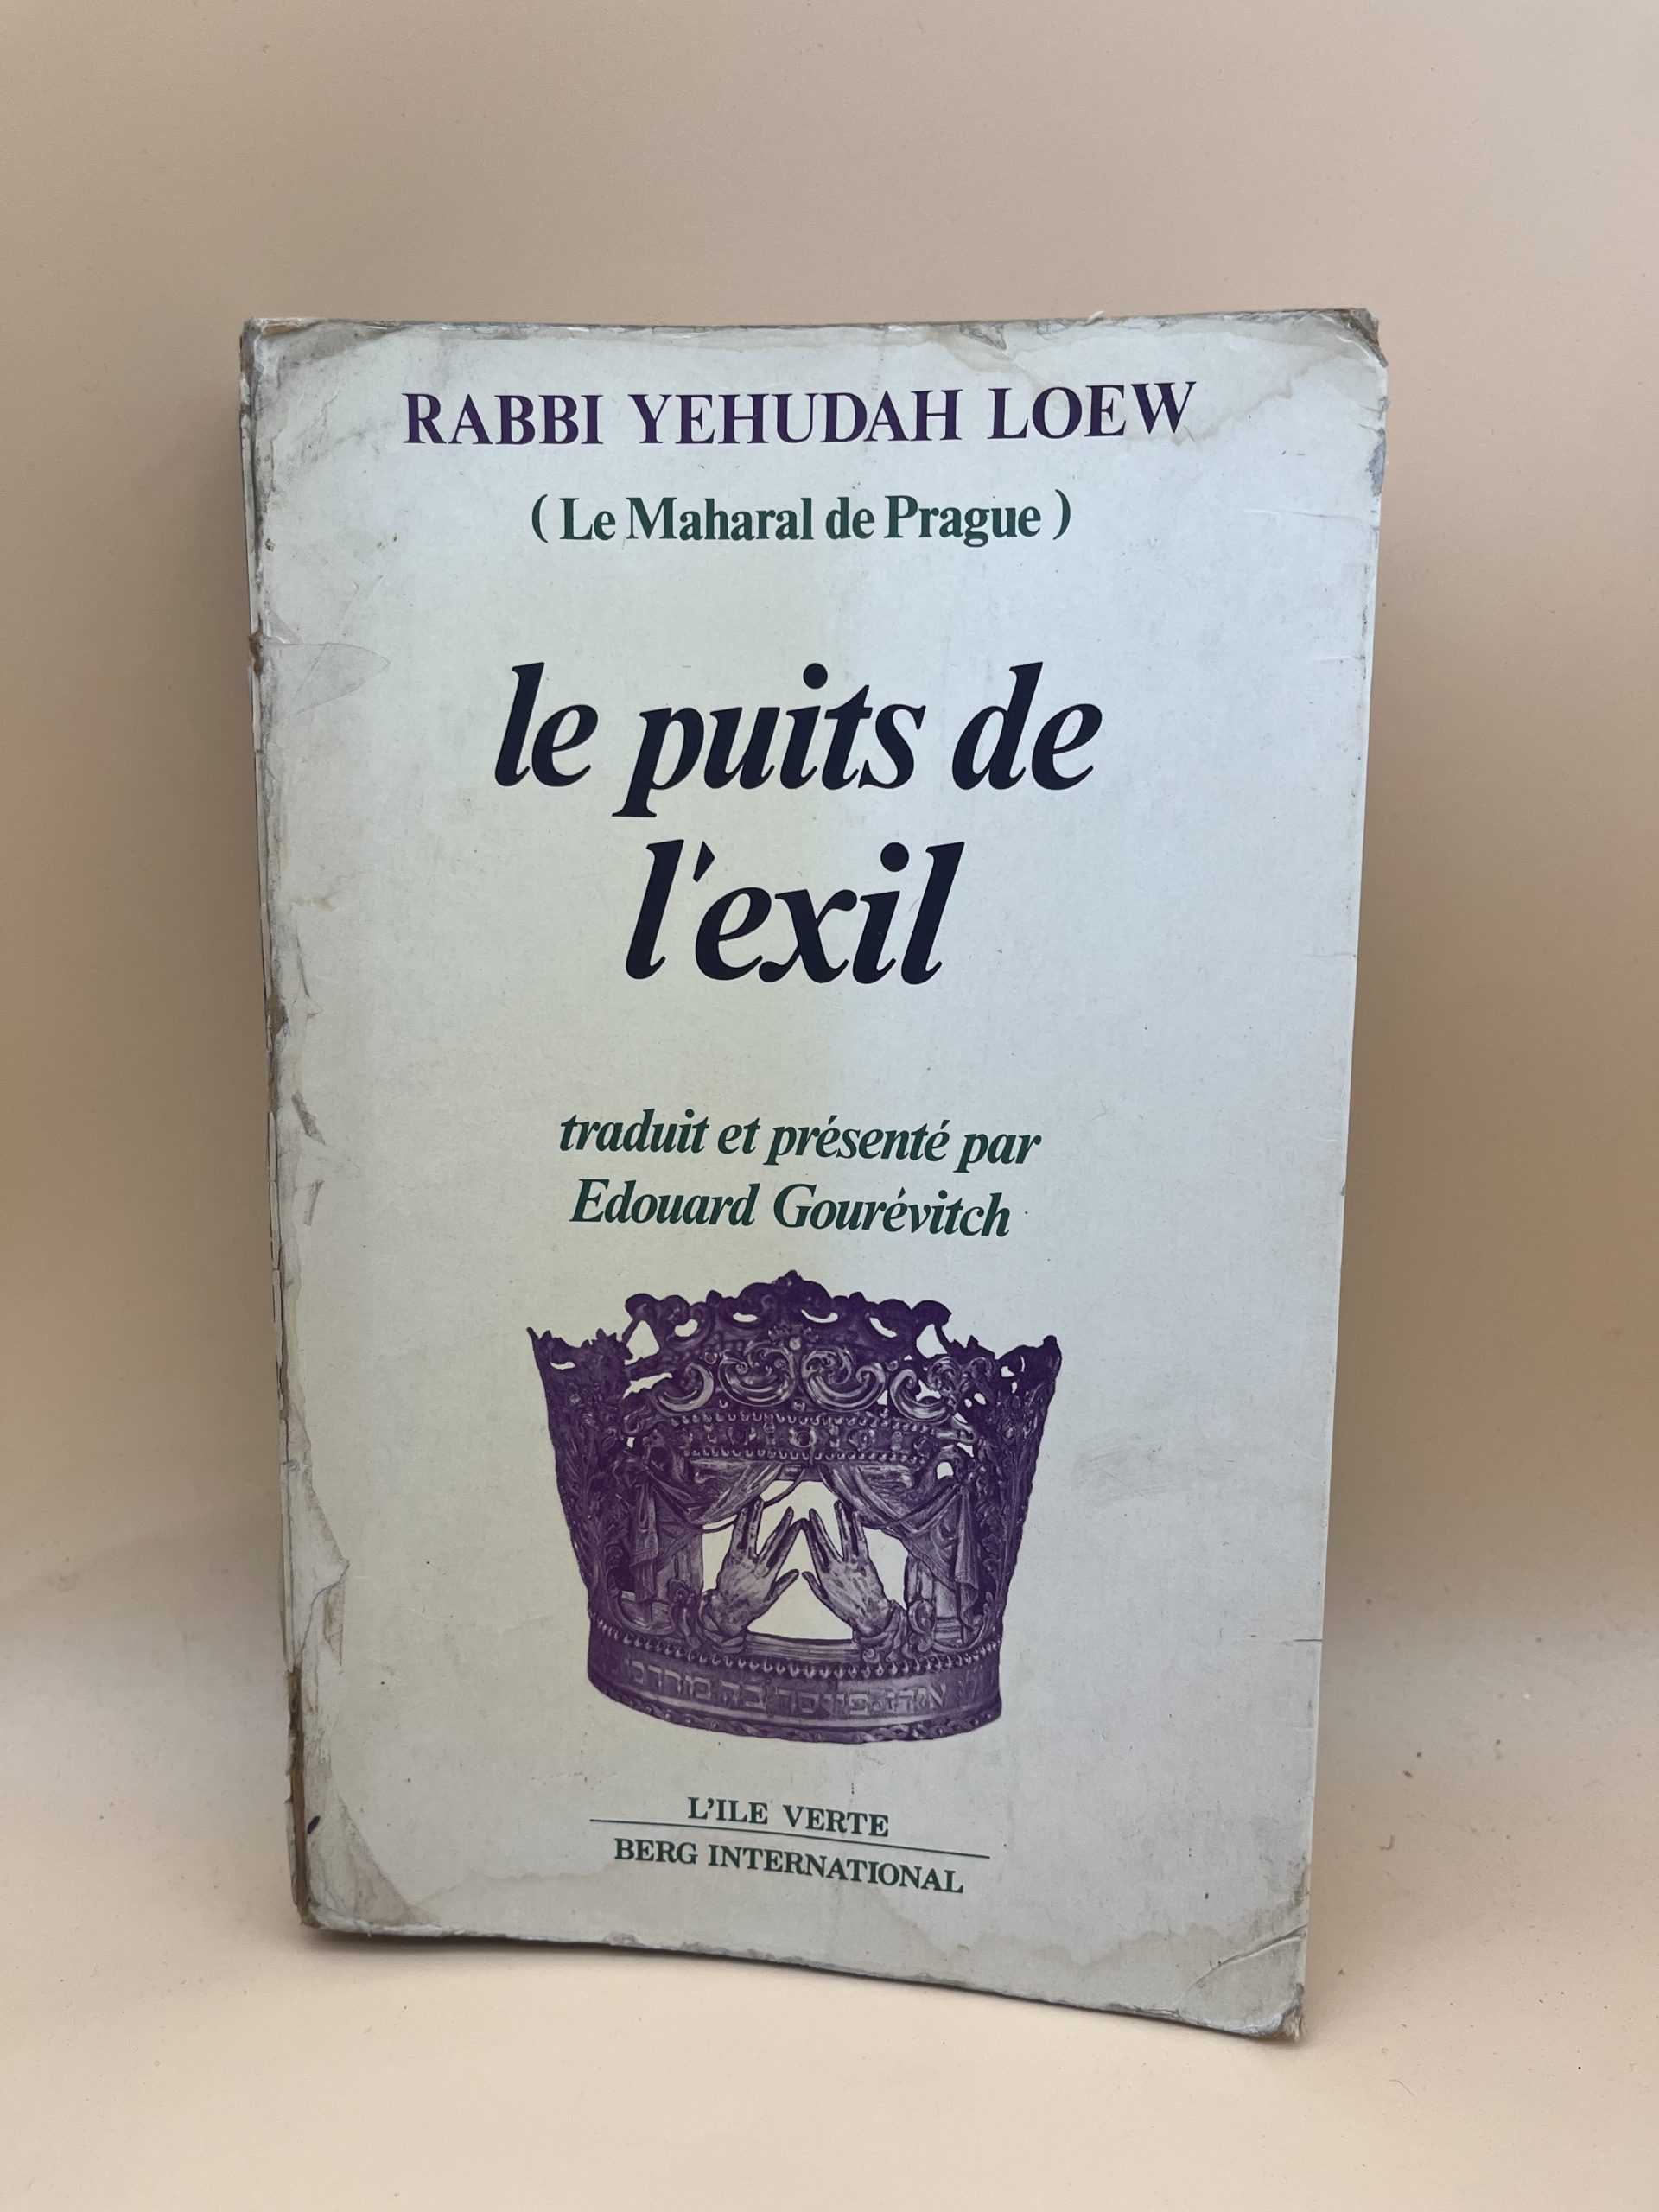 RABBI YEHUDAH LOEW
( Le Maharal de Prague )
le puits de
l'exil
traduit et présenté par
Edouard Gourévitch
L'ILE VERTE
BERG INTERNATIONAL